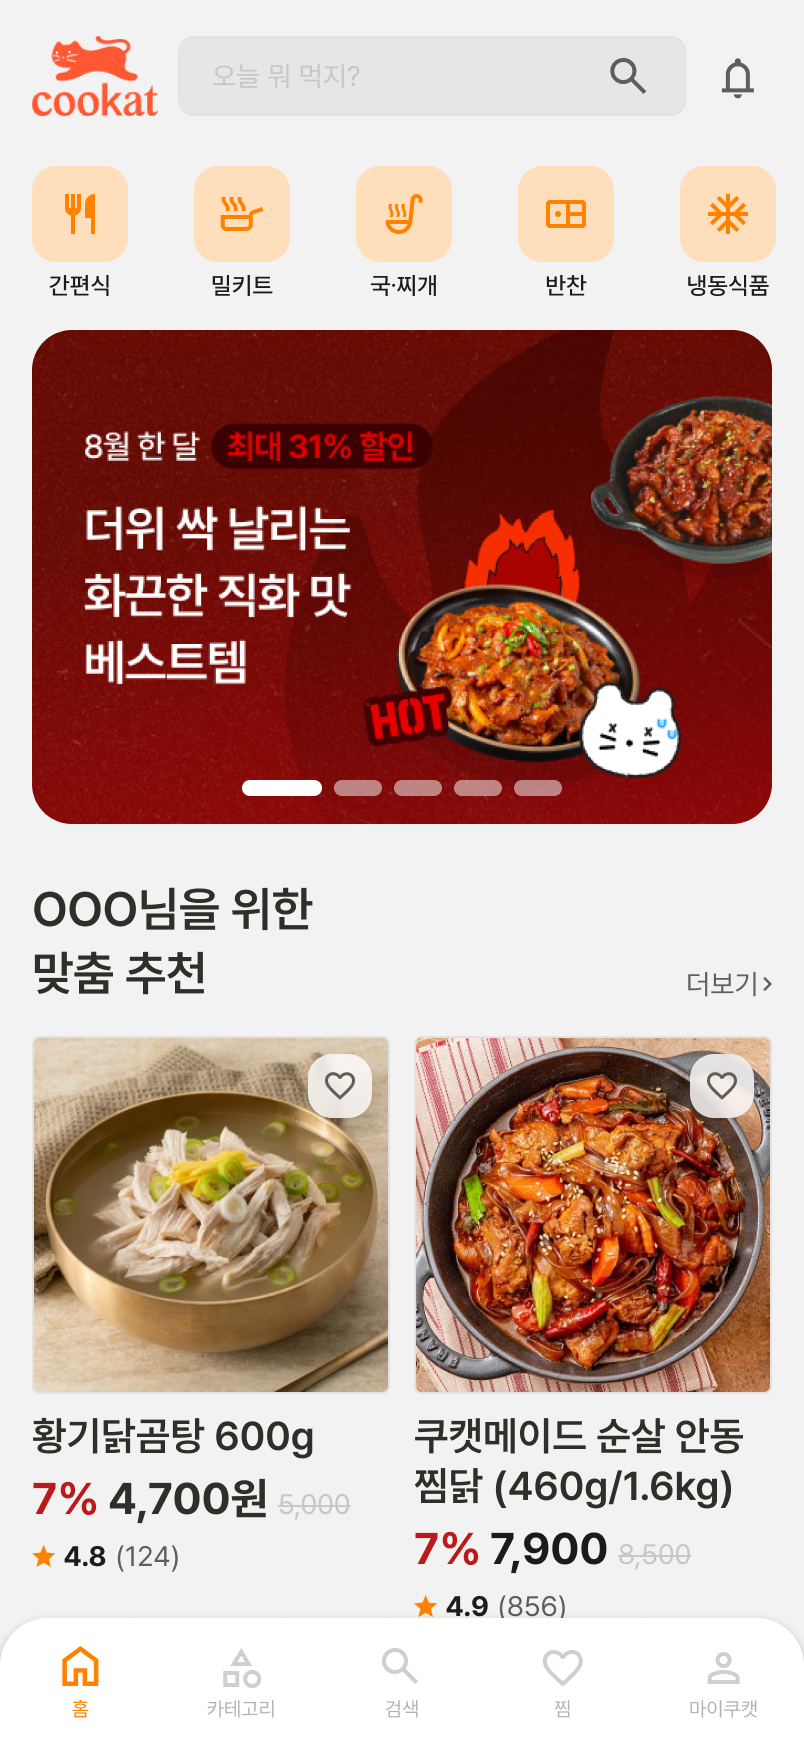 cookat
오늘 뭐 먹지?
간편식
밀키트
국·찌개
반찬
냉동식품
8월 한 달 최대 31% 할인
더위 싹 날리는
화끈한 직화 맛
베스트템
HOT
OOO님을 위한
맞춤 추천
더보기
황기닭곰탕 600g
7% 4,700원 5,000
4.8 (124)
쿠캣메이드 순살 안동
찜닭 (460g/1.6kg)
7% 7,900 8,500
4.9 (856)
홈
카테고리
검색
찜
마이쿠캣